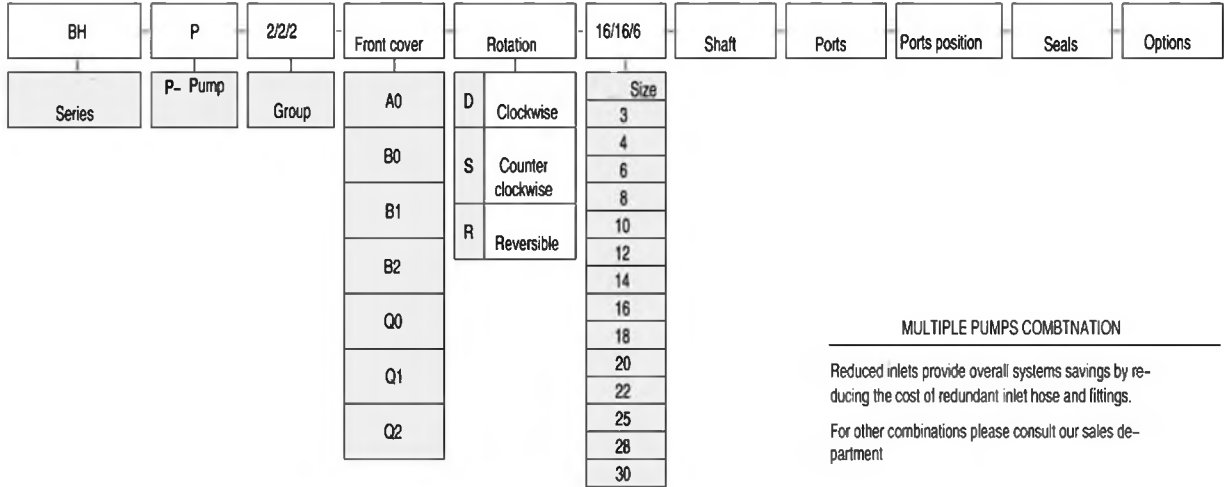 BH - P - 2/2/2 - Front cover - Rotation - 16/16/6 - Shaft - Ports - Ports position - Seals - Options
Series
P– Pump
Group
A0
B0
B1
B2
Q0
Q1
Q2
D Clockwise
S Counter
clockwise
R Reversible
Size
3
4
6
8
10
12
14
16
18
20
22
25
28
30
MULTIPLE PUMPS COMBTNATION
Reduced inlets provide overall systems savings by re–
ducing the cost of redundant inlet hose and fittings.
For other combinations please consult our sales de–
partment